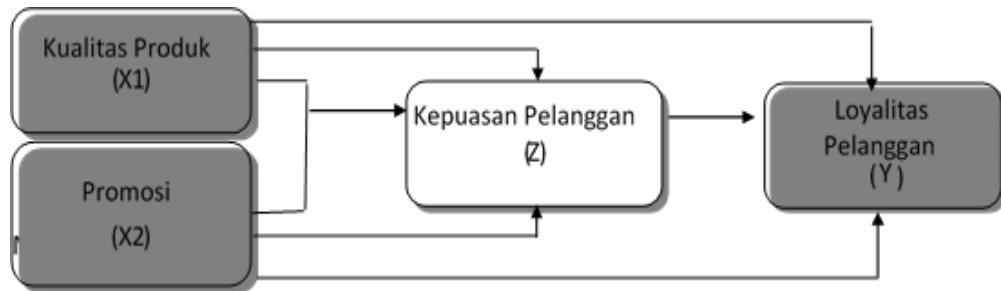 Kualitas Produk
(X1)
Promosi
(X2)
Kepuasan Pelanggan
(Z)
Loyalitas
Pelanggan
(Y)